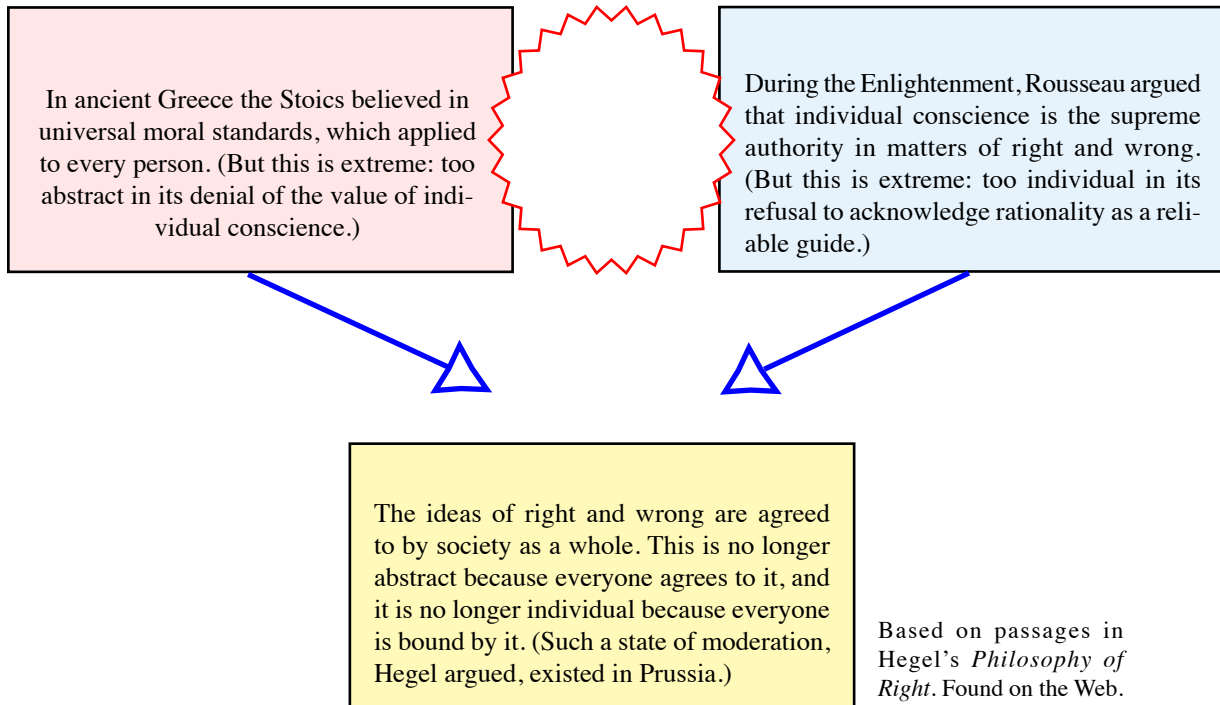 In ancient Greece the Stoics believed in
universal moral standards, which applied
to every person. (But this is extreme: too
abstract in its denial of the value of indi-
vidual conscience.)
During the Enlightenment, Rousseau argued
that individual conscience is the supreme
authority in matters of right and wrong.
(But this is extreme: too individual in its
refusal to acknowledge rationality as a reli-
able guide.)
The ideas of right and wrong are agreed
to by society as a whole. This is no longer
abstract because everyone agrees to it, and
it is no longer individual because everyone
is bound by it. (Such a state of moderation,
Hegel argued, existed in Prussia.)
Based on passages in
Hegel's Philosophy of
Right. Found on the Web.